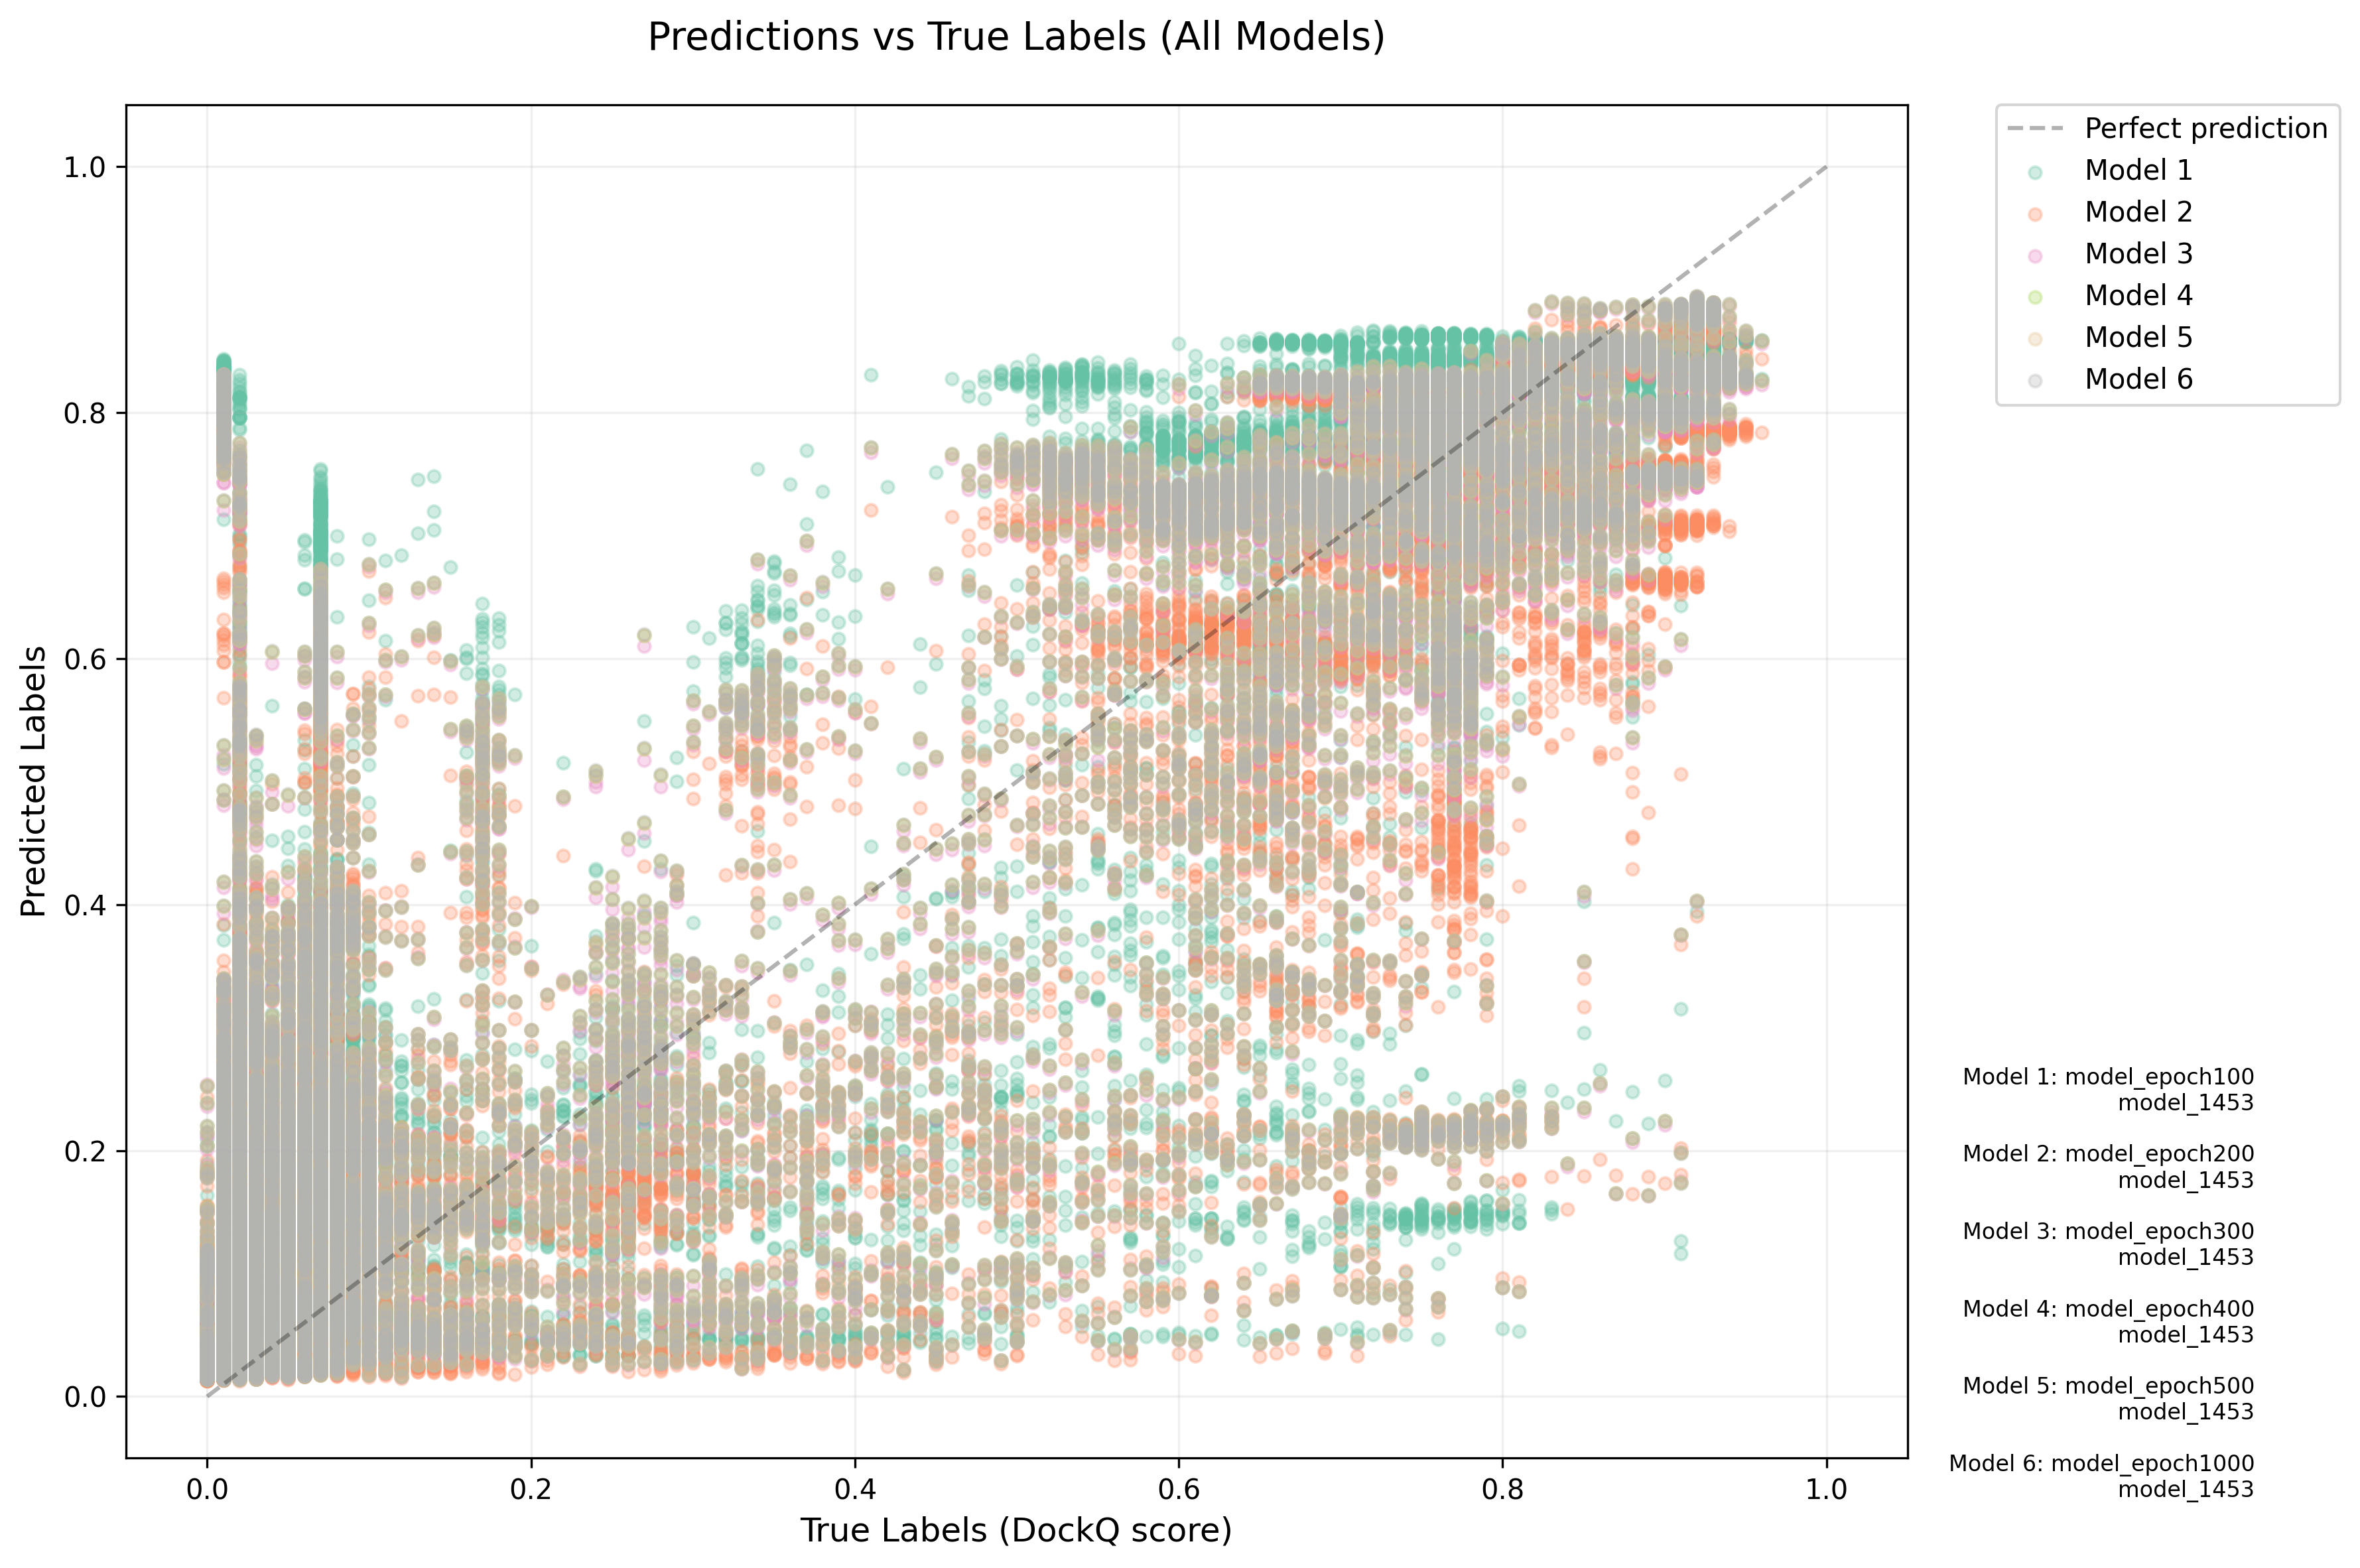 Predictions vs True Labels (All Models)
Perfect prediction
Model 1
Model 2
Model 3
Model 4
Model 5
Model 6
1.0
0.8
0.6
0.4
0.2
0.0
Predicted Labels
0.0
0.2
0.4
0.6
0.8
1.0
True Labels (DockQ score)
Model 1: model_epoch100
model_1453
Model 2: model_epoch200
model_1453
Model 3: model_epoch300
model_1453
Model 4: model_epoch400
model_1453
Model 5: model_epoch500
model_1453
Model 6: model_epoch1000
model_1453